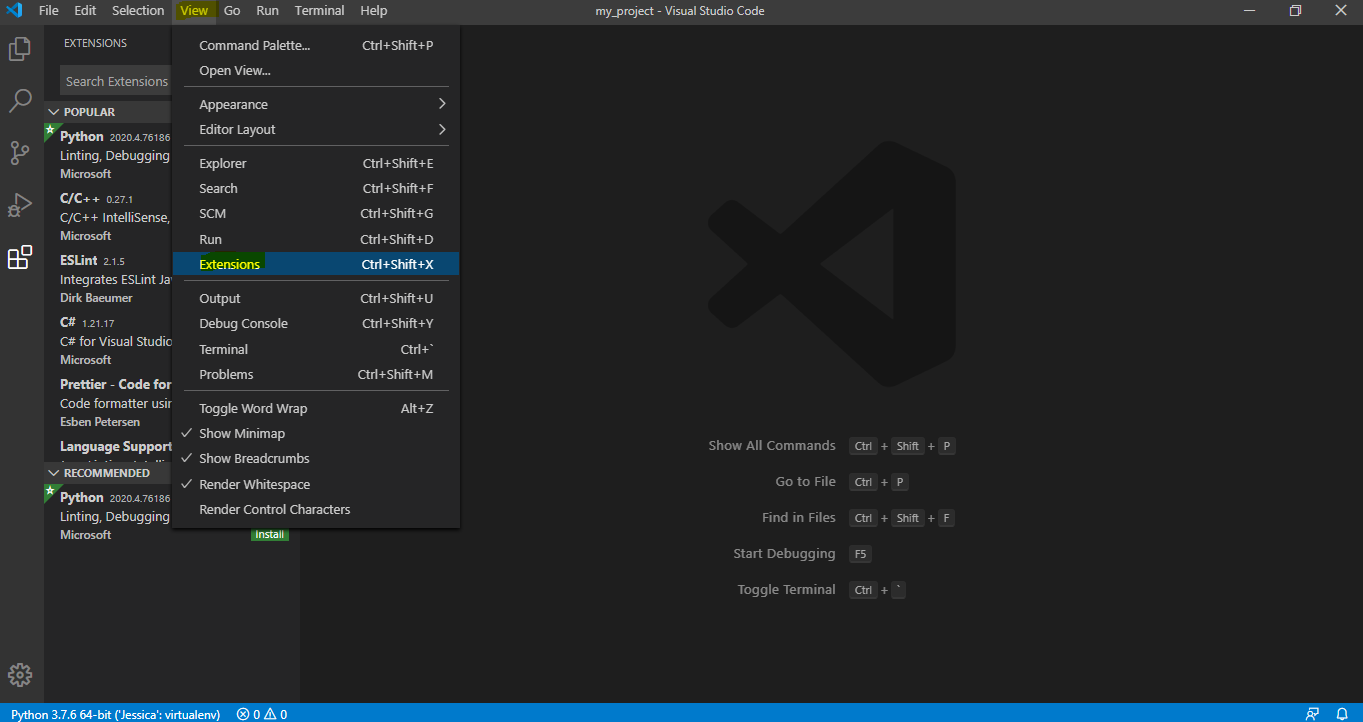 File Edit Selection View Go Run Terminal Help
my_project - Visual Studio Code
EXTENSIONS
Search Extensions
POPULAR
Python 2020.4.76186
Linting, Debugging
Microsoft
C/C++ 0.27.1
C/C++ IntelliSense,
Microsoft
ESLint 2.1.5
Integrates ESLint Ja
Dirk Baeumer
C# 1.21.17
C# for Visual Studio
Microsoft
Prettier - Code for
Code formatter usin
Esben Petersen
Language Support
RECOMMENDED
Python 2020.4.76186
Linting, Debugging
Microsoft
Install
Command Palette... Ctrl+Shift+P
Open View...
Appearance
Editor Layout
Explorer Ctrl+Shift+E
Search Ctrl+Shift+F
SCM Ctrl+Shift+G
Run Ctrl+Shift+D
Extensions Ctrl+Shift+X
Output Ctrl+Shift+U
Debug Console Ctrl+Shift+Y
Terminal Ctrl+`
Problems Ctrl+Shift+M
Toggle Word Wrap Alt+Z
Show Minimap
Show Breadcrumbs
Render Whitespace
Render Control Characters
Show All Commands Ctrl + Shift + P
Go to File Ctrl + P
Find in Files Ctrl + Shift + F
Start Debugging F5
Toggle Terminal Ctrl + `
Python 3.7.6 64-bit ('Jessica': virtualenv) 0 0